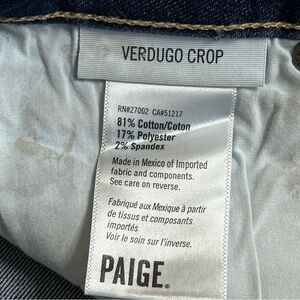 VERDUGO CROP
RN#27002 CA#51217
81% Cotton/Coton
17% Polyester
2% Spandex
Made in Mexico of Imported
fabric and components.
See care on reverse.
Fabriqué aux Mexique à partir
de tissus et composants
importés
Voir le soin sur l'inverse.
PAIGE.